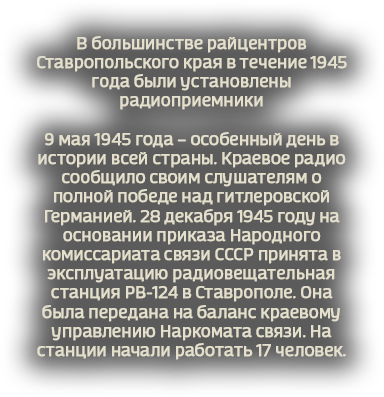 В большинстве райцентров
Ставропольского края в течение 1945
года были установлены
радиоприемники
9 мая 1945 года – особенный день в
истории всей страны. Краевое радио
сообщило своим слушателям о
полной победе над гитлеровской
Германией. 28 декабря 1945 году на
основании приказа Народного
комиссариата связи СССР принята в
эксплуатацию радиовещательная
станция РВ-124 в Ставрополе. Она
была передана на баланс краевому
управлению Наркомата связи. На
станции начали работать 17 человек.